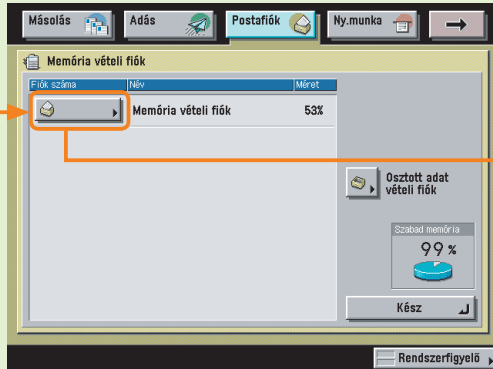 Másolás
Adás
Postafiók
Ny.munka
Memória vételi fiók
Fiók száma
Név
Méret
Memória vételi fiók
53%
Osztott adat
vételi fiók
Szabad memória
99 %
Kész
Rendszerfigyelő